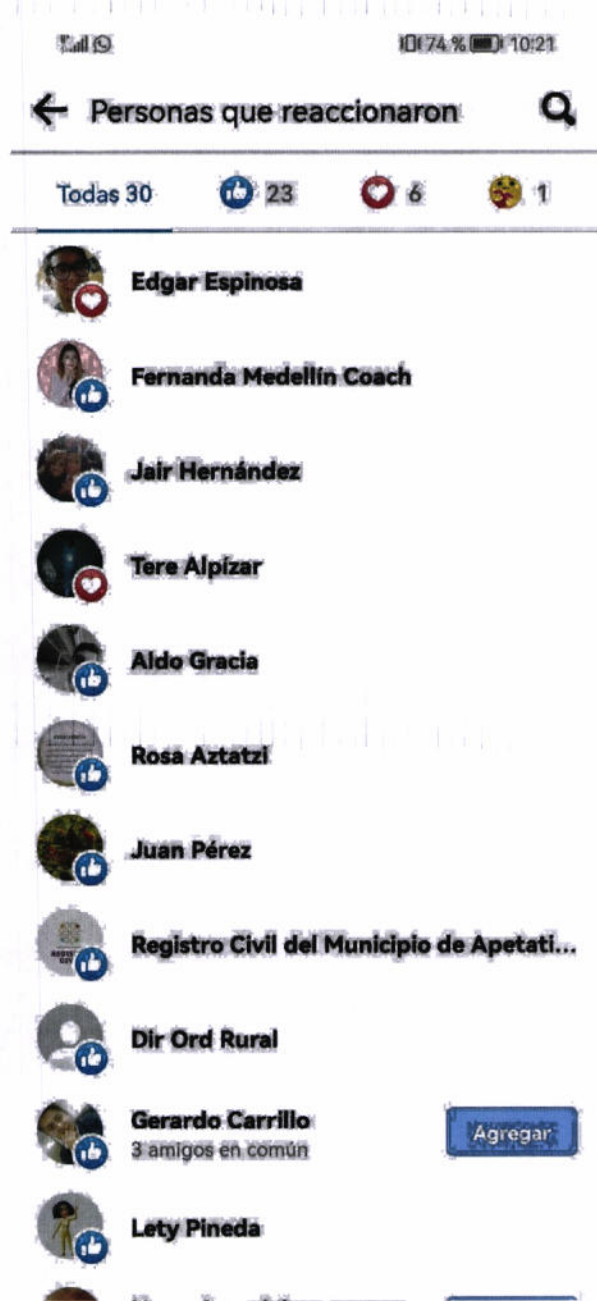 74 % 10:21
Personas que reaccionaron
Todas 30 23 6 1
Edgar Espinosa
Fernanda Medellín Coach
Jair Hernández
Tere Alpízar
Aldo Gracia
Rosa Aztatzi
Juan Pérez
Registro Civil del Municipio de Apetati...
Dir Ord Rural
Gerardo Carrillo
3 amigos en común
Agregar
Lety Pineda